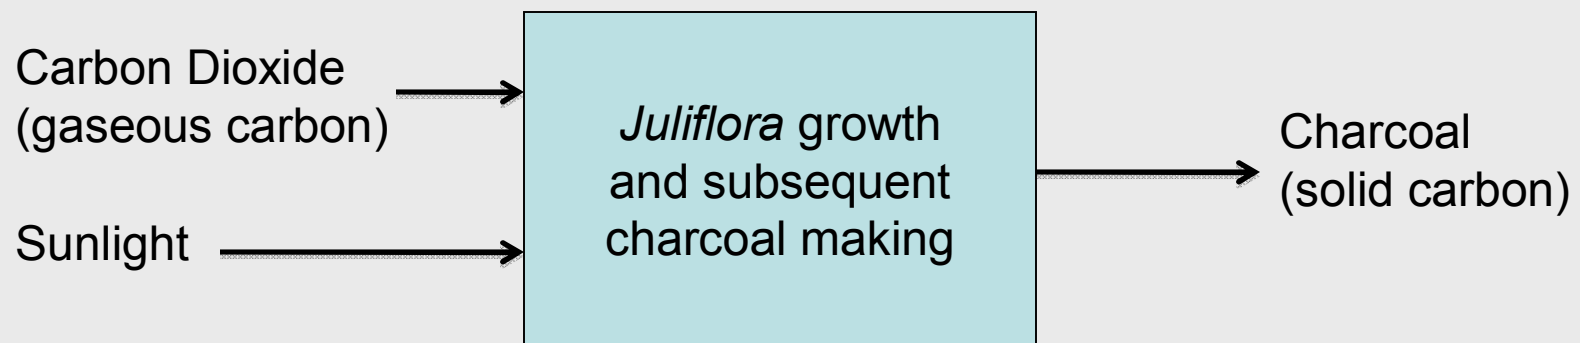 Carbon Dioxide
(gaseous carbon)
Sunlight
Juliflora growth
and subsequent
charcoal making
Charcoal
(solid carbon)